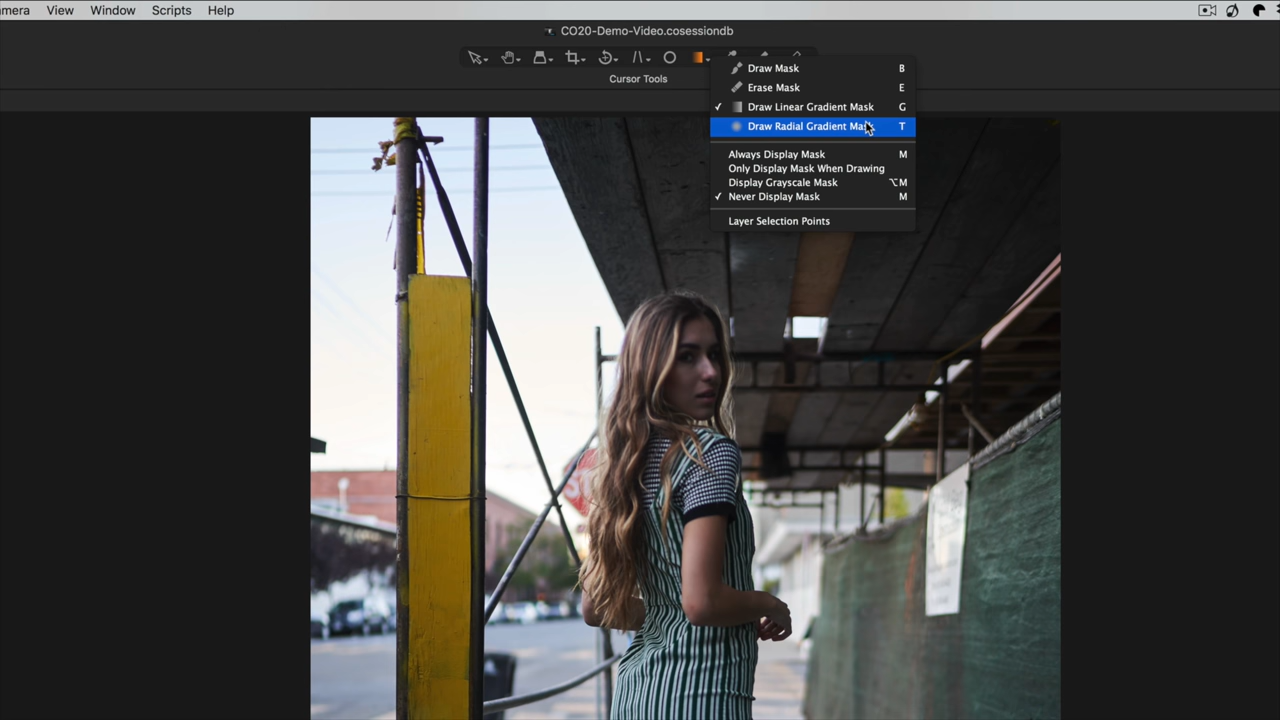 mera View Window Scripts Help
CO20-Demo-Video.cosessiondb
Cursor Tools
Draw Mask B
Erase Mask E
✓ Draw Linear Gradient Mask G
Draw Radial Gradient Mask T
Always Display Mask M
Only Display Mask When Drawing
Display Grayscale Mask ⌥M
✓ Never Display Mask M
Layer Selection Points